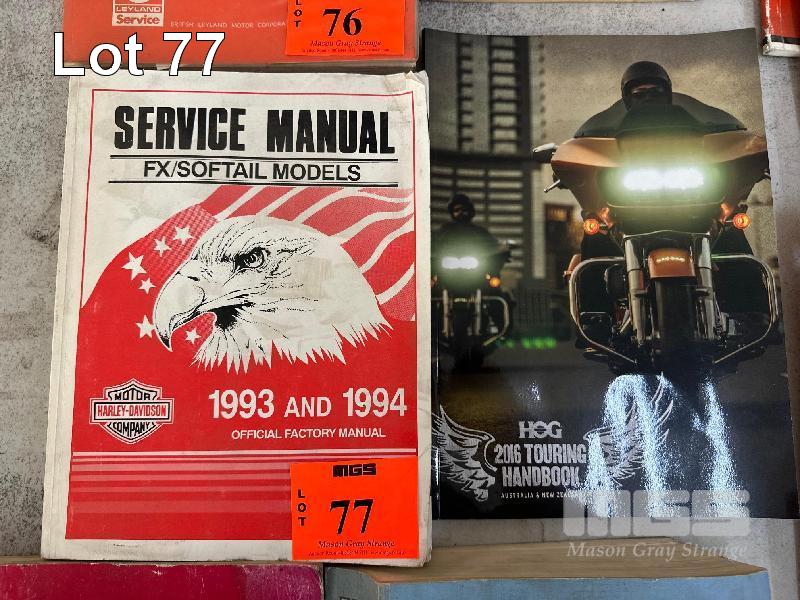 Lot 77
LEYLAND
Service
BRITISH LEYLAND MOTOR CORPORA
LOT
76
Mason Gray Strange
SERVICE MANUAL
FX/SOFTAIL MODELS
1993 AND 1994
OFFICIAL FACTORY MANUAL
MOTOR
HARLEY-DAVIDSON
COMPANY
MGS
LOT
77
Mason Gray Strange
HOG
2016 TOURING
HANDBOOK
AUSTRALIA & NEW ZEALAND
MGS
Mason Gray Strange